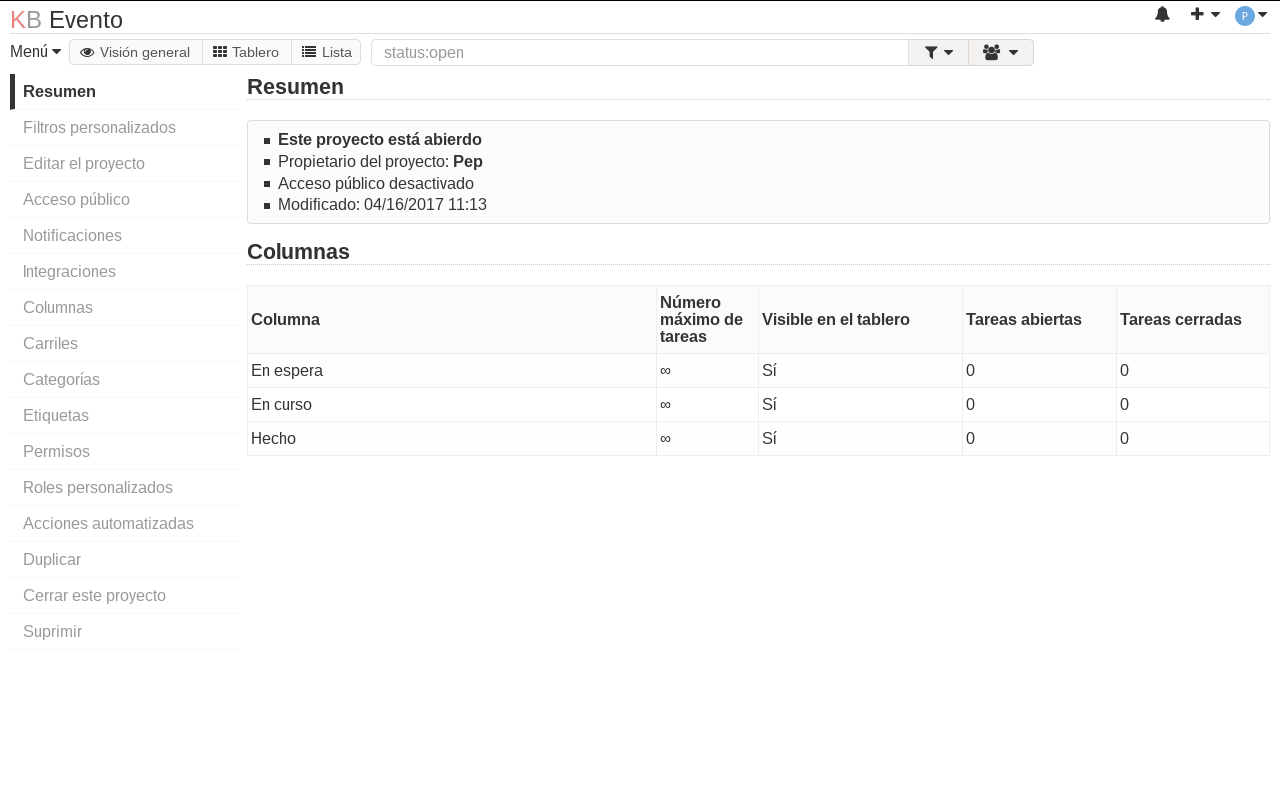 KB Evento
P
Menú Visión general Tablero Lista status:open
Resumen
Filtros personalizados
Editar el proyecto
Acceso público
Notificaciones
Integraciones
Columnas
Carriles
Categorías
Etiquetas
Permisos
Roles personalizados
Acciones automatizadas
Duplicar
Cerrar este proyecto
Suprimir
Resumen
Este proyecto está abierdo
Propietario del proyecto: Pep
Acceso público desactivado
Modificado: 04/16/2017 11:13
Columnas
Columna Número máximo de tareas Visible en el tablero Tareas abiertas Tareas cerradas
En espera ∞ Sí 0 0
En curso ∞ Sí 0 0
Hecho ∞ Sí 0 0